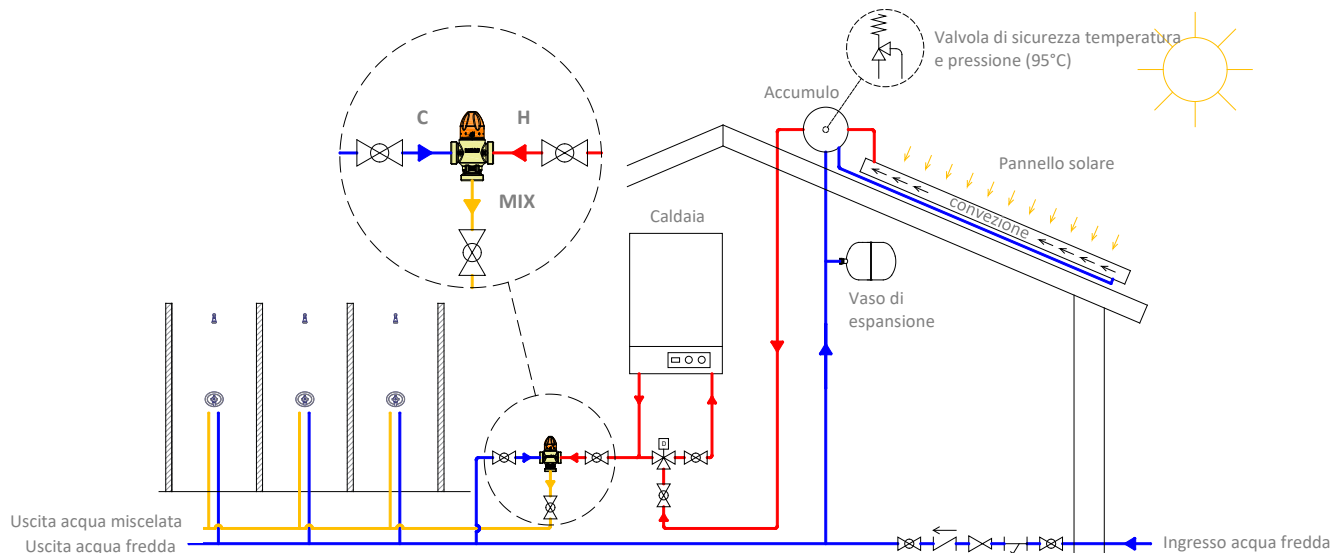 Valvola di sicurezza temperatura
e pressione (95°C)
Accumulo
C
H
MIX
Pannello solare
convezione
Caldaia
Vaso di
espansione
D
Uscita acqua miscelata
Uscita acqua fredda
Ingresso acqua fredda